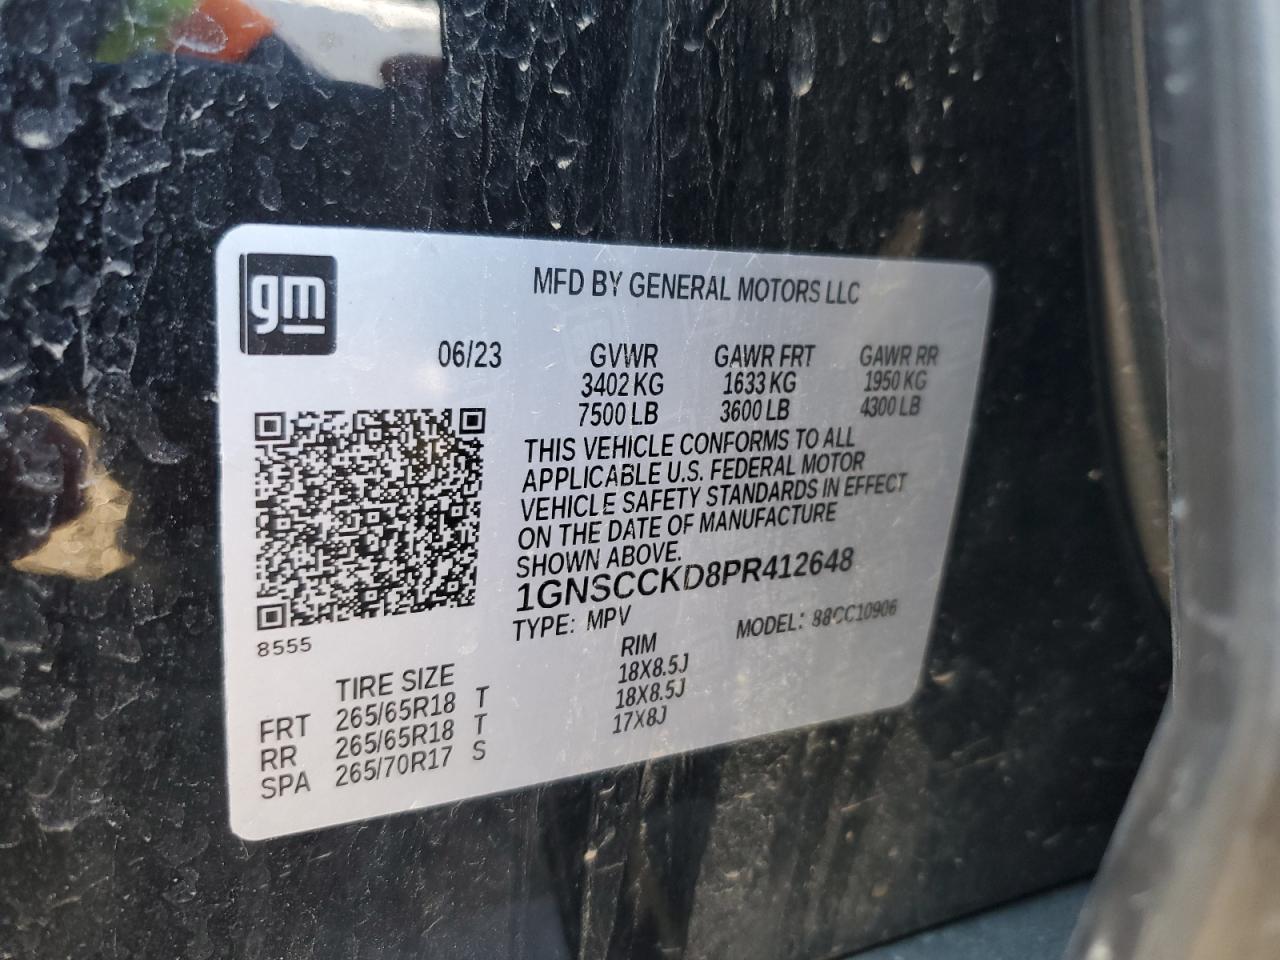 gm
MFD BY GENERAL MOTORS LLC
06/23 GVWR GAWR FRT GAWR RR
3402 KG 1633 KG 1950 KG
7500 LB 3600 LB 4300 LB
THIS VEHICLE CONFORMS TO ALL
APPLICABLE U.S. FEDERAL MOTOR
VEHICLE SAFETY STANDARDS IN EFFECT
ON THE DATE OF MANUFACTURE
SHOWN ABOVE.
1GNSCCKD8PR412648
TYPE: MPV MODEL: 88CC10906
8555
TIRE SIZE RIM
FRT 265/65R18 T 18X8.5J
RR 265/65R18 T 18X8.5J
SPA 265/70R17 S 17X8J